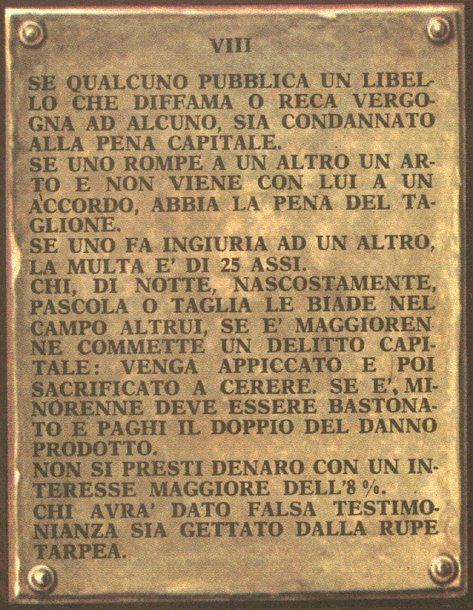 VIII
SE QUALCUNO PUBBLICA UN LIBEL-
LO CHE DIFFAMA O RECA VERGO-
GNA AD ALCUNO, SIA CONDANNATO
ALLA PENA CAPITALE.
SE UNO ROMPE A UN ALTRO UN AR-
TO E NON VIENE CON LUI A UN
ACCORDO, ABBIA LA PENA DEL TA-
GLIONE.
SE UNO FA INGIURIA AD UN ALTRO,
LA MULTA E' DI 25 ASSI.
CHI, DI NOTTE, NASCOSTAMENTE,
PASCOLA O TAGLIA LE BIADE NEL
CAMPO ALTRUI, SE E' MAGGIOREN
NE COMMETTE UN DELITTO CAPI-
TALE: VENGA APPICCATO E POI
SACRIFICATO A CERERE. SE E', MI-
NORENNE DEVE ESSERE BASTONA-
TO E PAGHI IL DOPPIO DEL DANNO
PRODOTTO.
NON SI PRESTI DENARO CON UN IN-
TERESSE MAGGIORE DELL'8%.
CHI AVRA' DATO FALSA TESTIMO-
NIANZA SIA GETTATO DALLA RUPE
TARPEA.